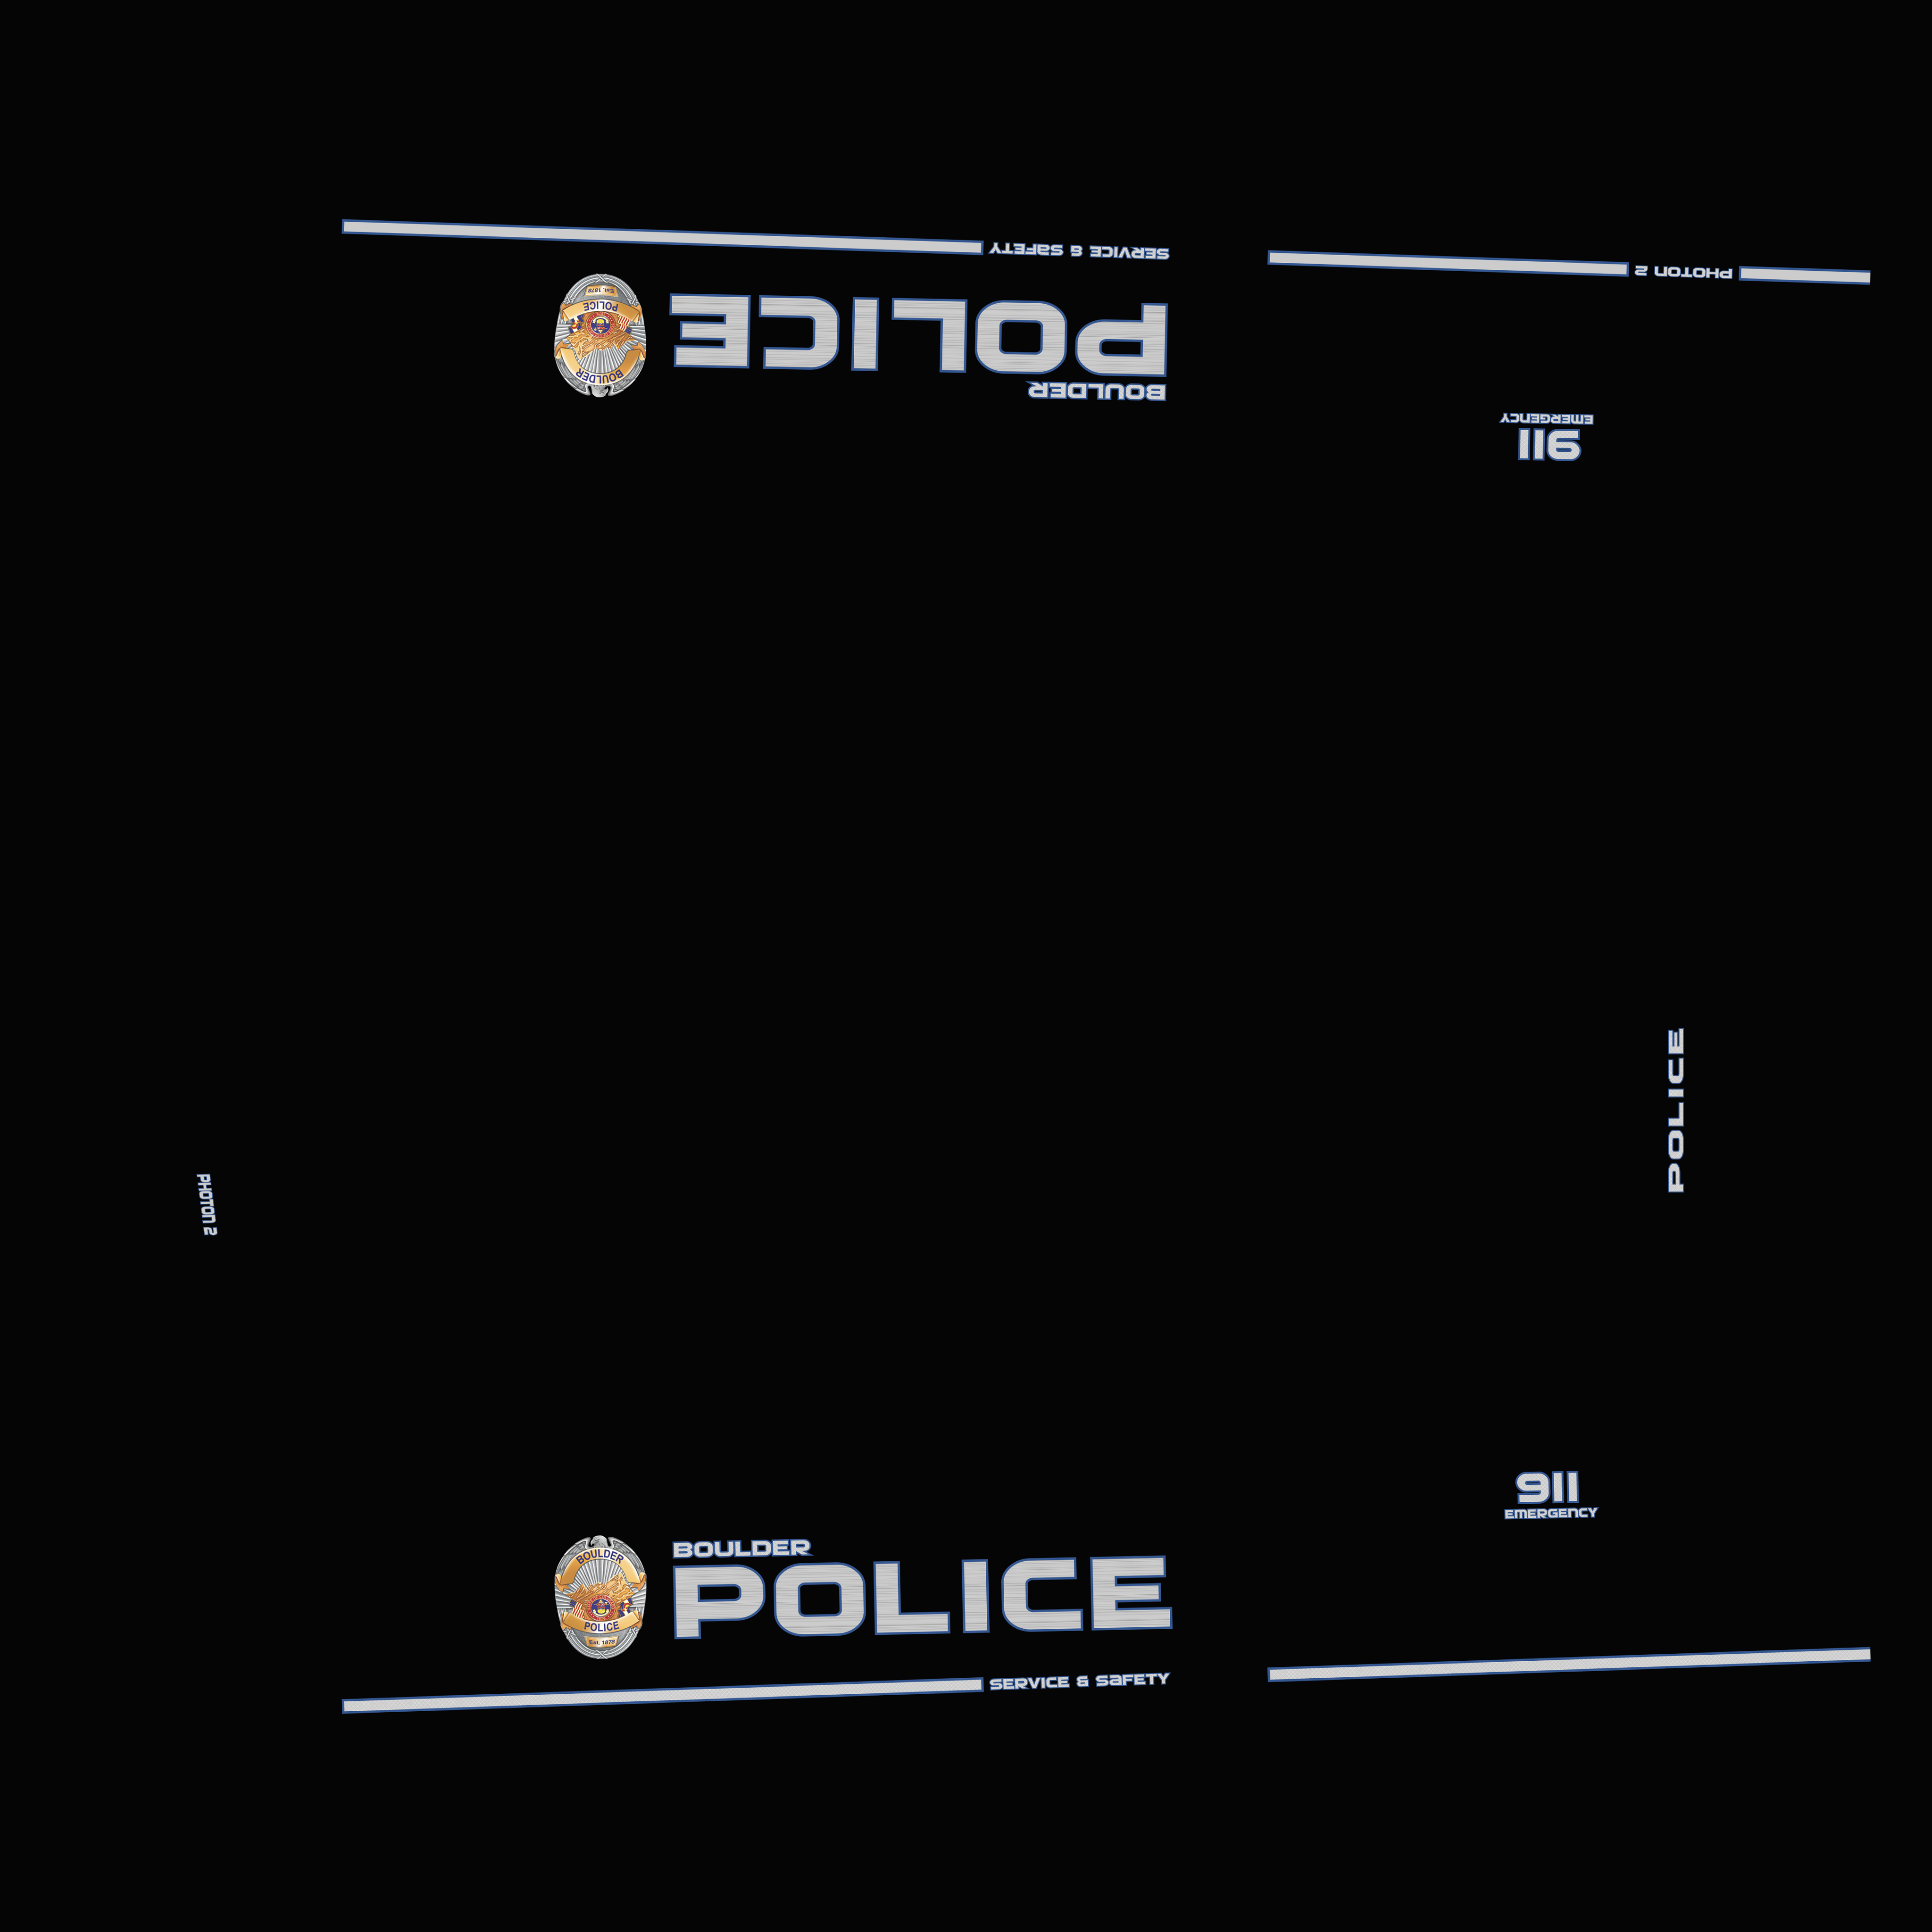 SERVICE & SAFETY
PHOTON 2
Est. 1878
POLICE
BOULDER
POLICE
BOULDER
EMERGENCY
911
POLICE
PHOTON 2
911
EMERGENCY
BOULDER
POLICE
Est. 1878
BOULDER
POLICE
SERVICE & SAFETY